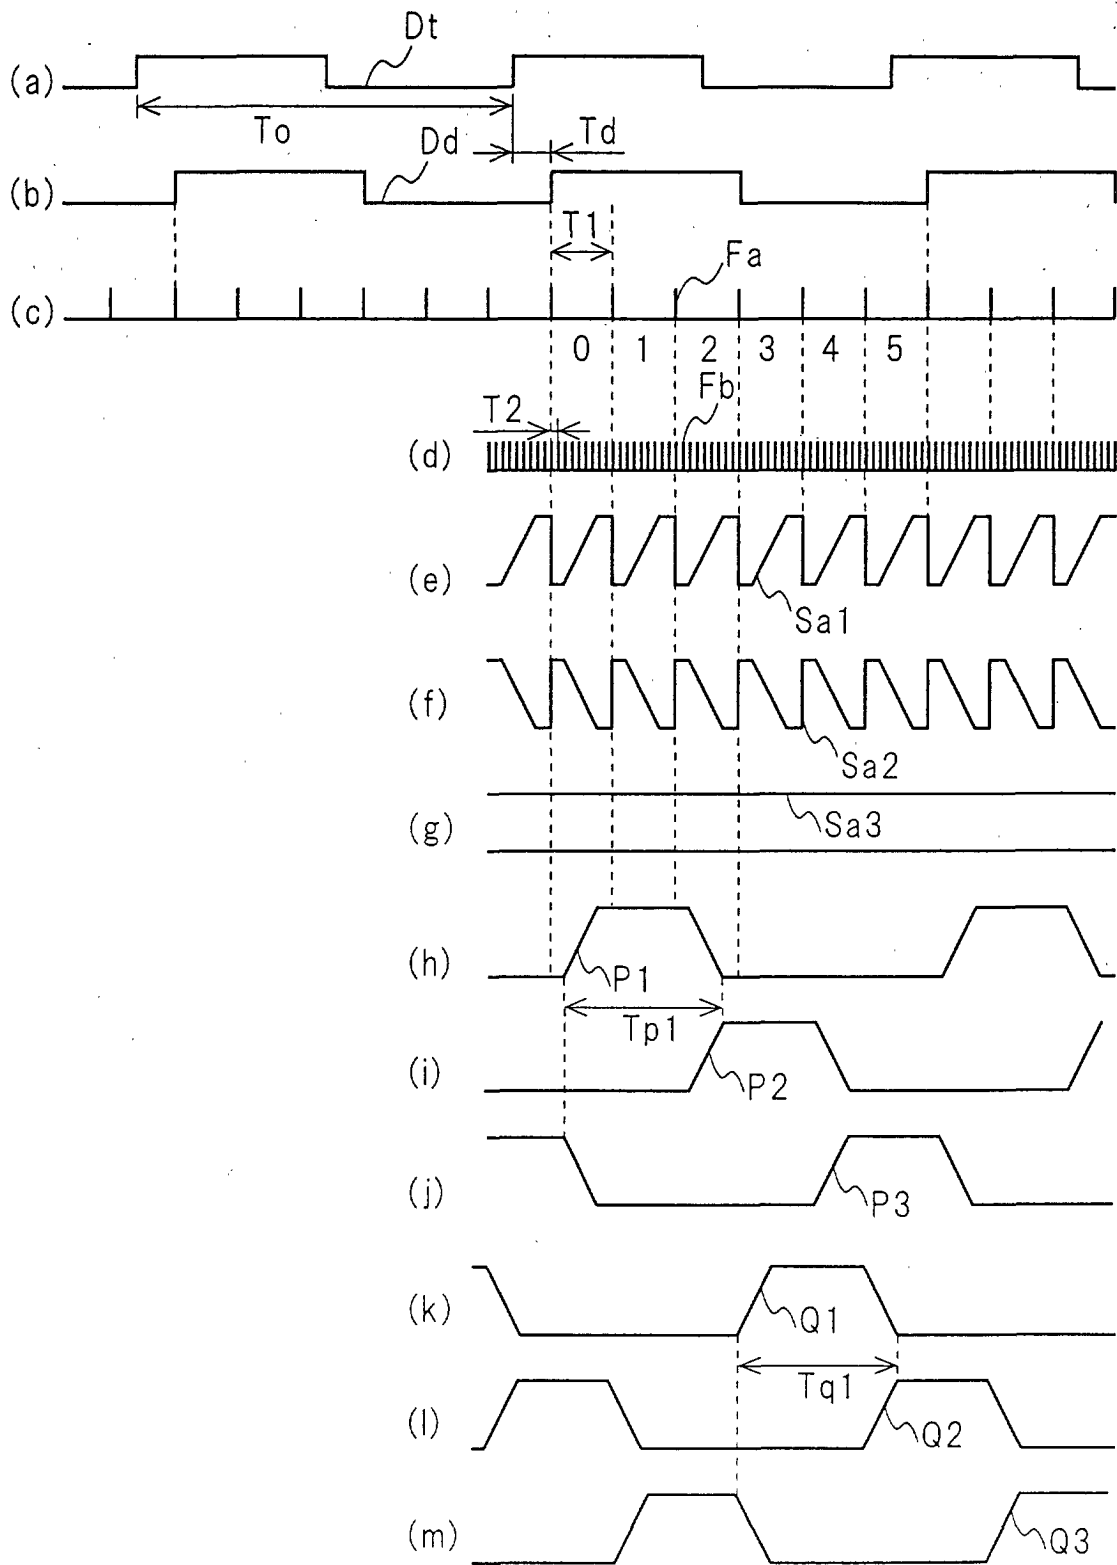 Dt
(a)
To
Td
Dd
(b)
T1
Fa
(c)
0 1 2 3 4 5
Fb
T2
(d)
(e)
Sa1
(f)
Sa2
Sa3
(g)
(h)
P1
Tp1
(i)
P2
(j)
P3
(k)
Q1
Tq1
(l)
Q2
(m)
Q3